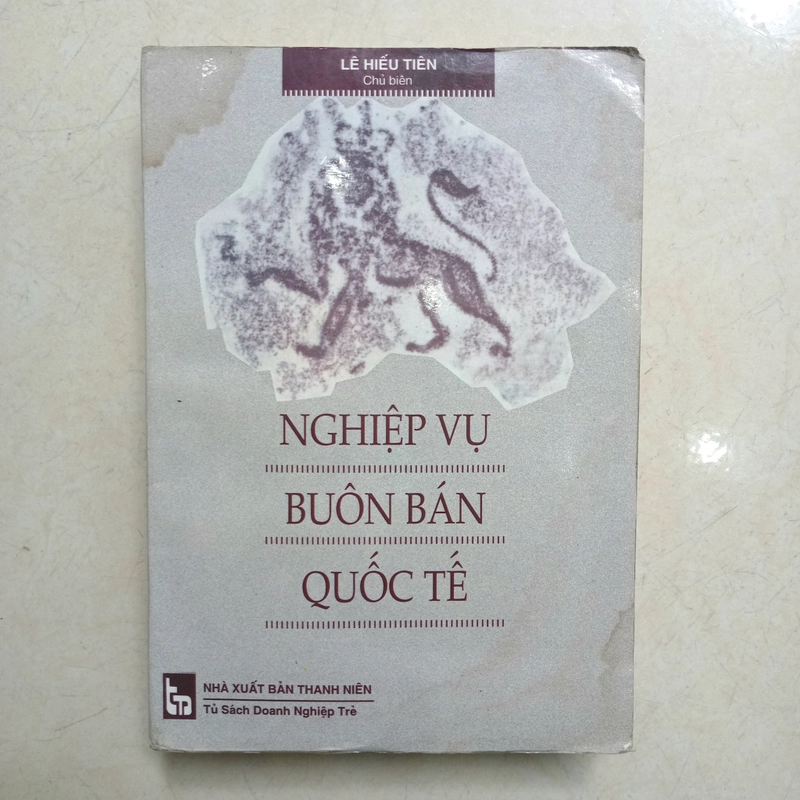 LÊ HIẾU TIÊN
Chủ biên
NGHIỆP VỤ
BUÔN BÁN
QUỐC TẾ
NHÀ XUẤT BẢN THANH NIÊN
Tủ Sách Doanh Nghiệp Trẻ